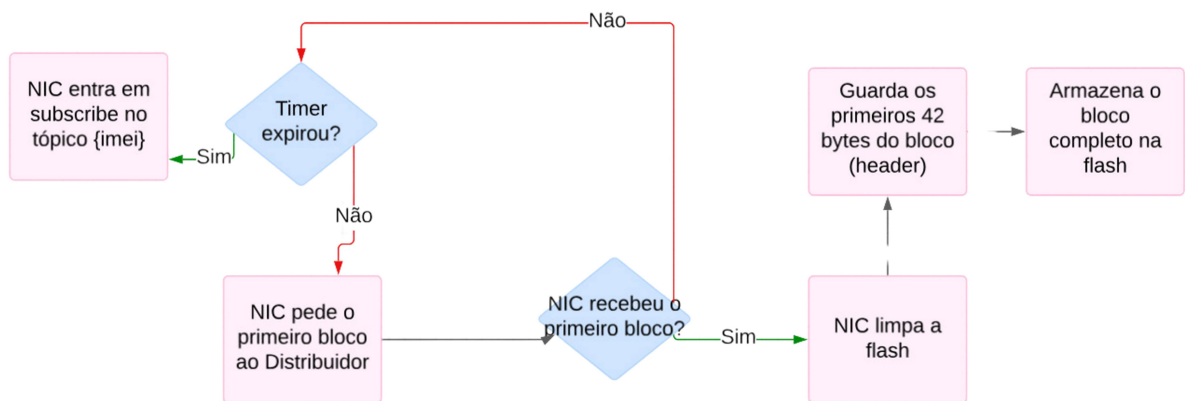 Não
NIC entra em
subscribe no
tópico {imei}
Timer
expirou?
Sim
Guarda os
primeiros 42
bytes do bloco
(header)
Armazena o
bloco
completo na
flash
Não
NIC pede o
primeiro bloco
ao Distribuidor
NIC recebeu o
primeiro bloco?
Sim
NIC limpa a
flash